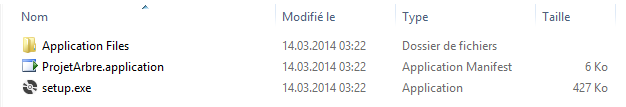 Nom Modifié le Type Taille
Application Files 14.03.2014 03:22 Dossier de fichiers
ProjetArbre.application 14.03.2014 03:22 Application Manifest 6 Ko
setup.exe 14.03.2014 03:22 Application 427 Ko